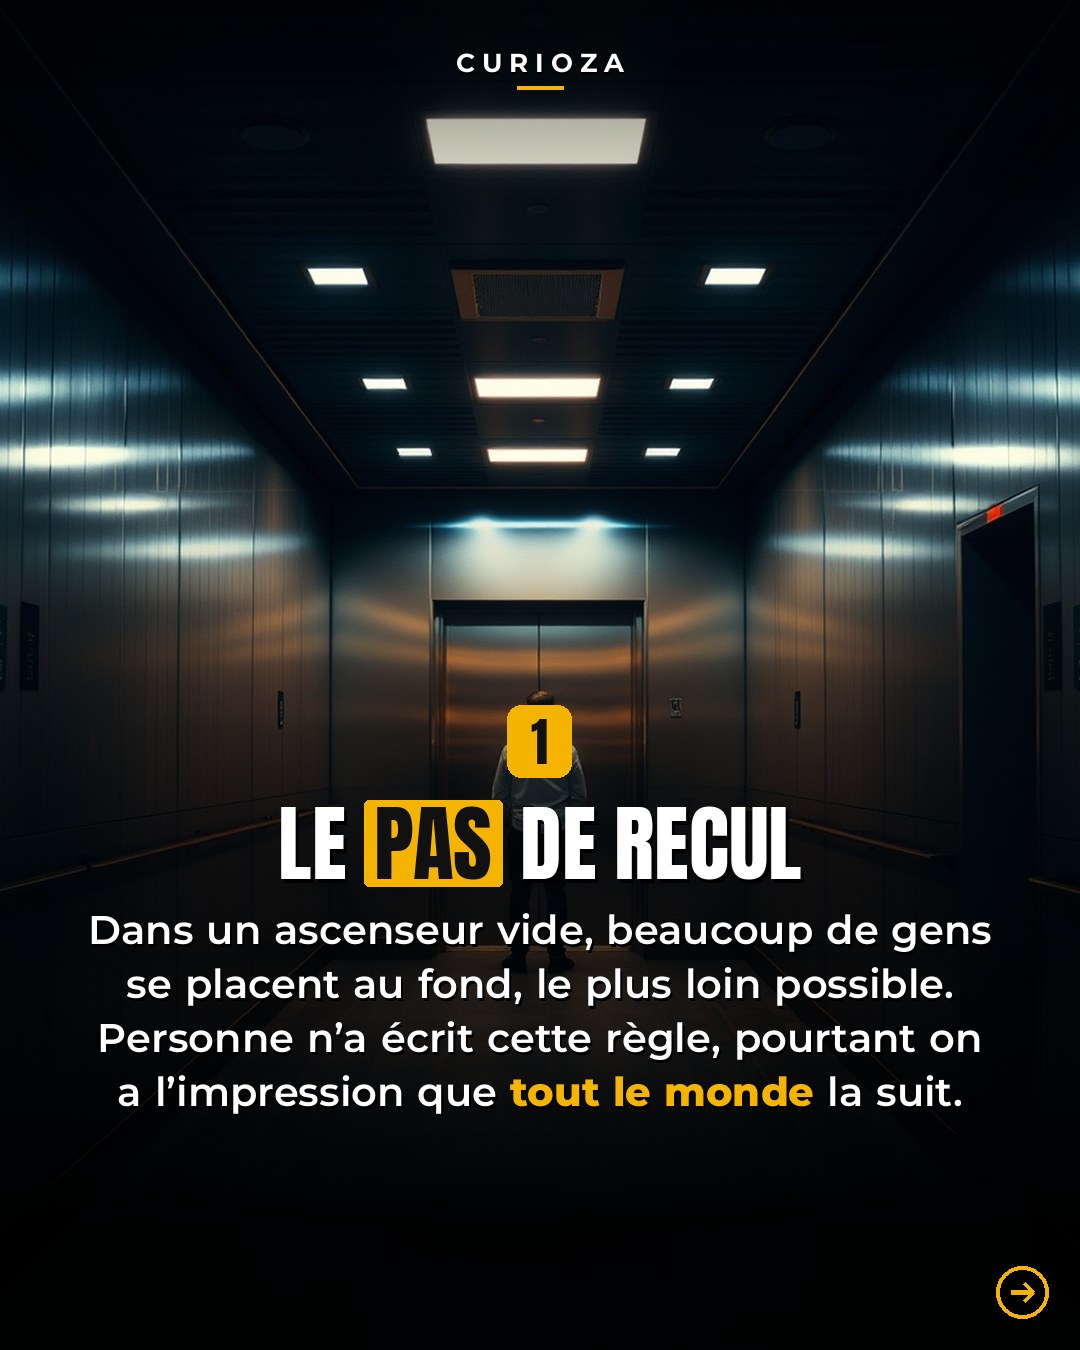 CURIOZA
1
LE PAS DE RECUL
Dans un ascenseur vide, beaucoup de gens
se placent au fond, le plus loin possible.
Personne n’a écrit cette règle, pourtant on
a l’impression que tout le monde la suit.